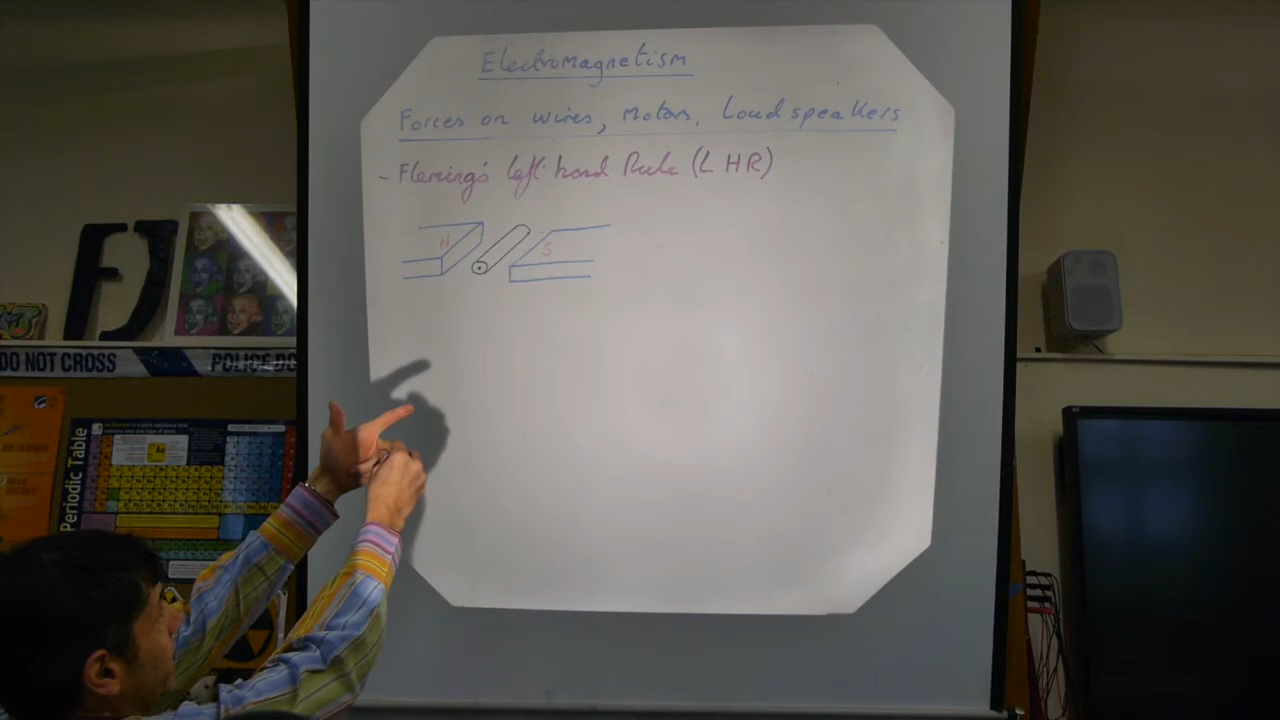 Electromagnetism
Forces on wires, Motors, Loudspeakers
- Fleming's left hand Rule (LHR)
N
S
DO NOT CROSS
POLICE DO
Periodic Table